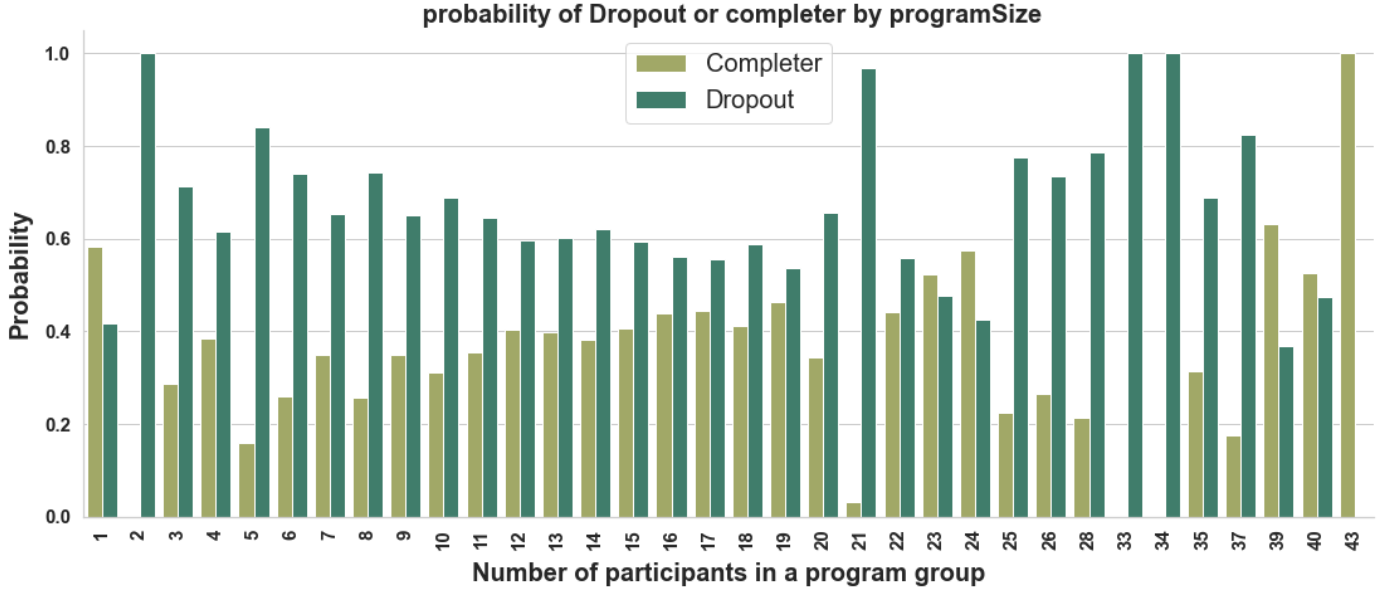 probability of Dropout or completer by programSize
Completer
Dropout
Probability
1.0
0.8
0.6
0.4
0.2
0.0
1 2 3 4 5 6 7 8 9 10 11 12 13 14 15 16 17 18 19 20 21 22 23 24 25 26 28 33 34 35 37 39 40 43
Number of participants in a program group